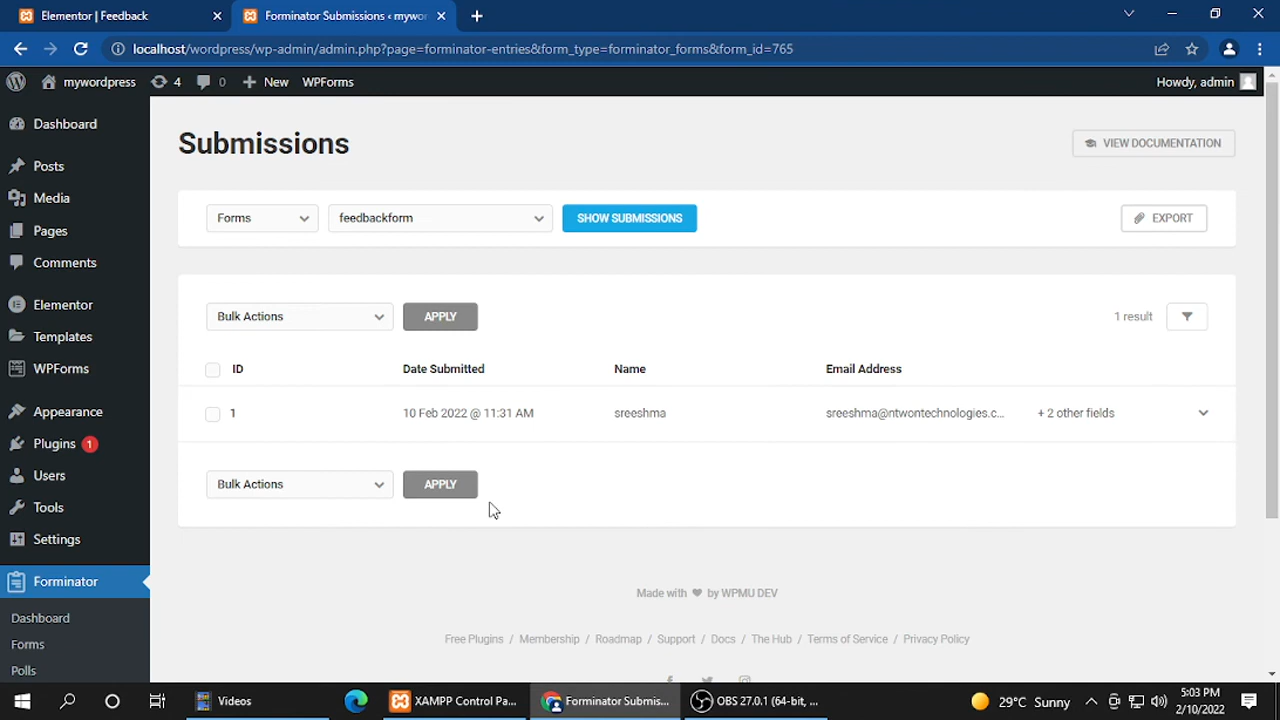 Elementor | Feedback
Forminator Submissions ‹ mywor
localhost/wordpress/wp-admin/admin.php?page=forminator-entries&form_type=forminator_forms&form_id=765
mywordpress 4 0 New WPForms Howdy, admin
Dashboard
Posts
Media
Pages
Comments
Elementor
Templates
WPForms
Appearance
Plugins 1
Users
Tools
Settings
Forminator
Dashboard
Forms
Polls
Submissions
VIEW DOCUMENTATION
Forms feedbackform SHOW SUBMISSIONS EXPORT
Bulk Actions APPLY 1 result
ID Date Submitted Name Email Address
1 10 Feb 2022 @ 11:31 AM sreeshma sreeshma@ntwontechnologies.c... + 2 other fields
Bulk Actions APPLY
Made with ♥ by WPMU DEV
Free Plugins / Membership / Roadmap / Support / Docs / The Hub / Terms of Service / Privacy Policy
Videos XAMPP Control Pa... Forminator Submis... OBS 27.0.1 (64-bit, ... 29°C Sunny 5:03 PM
2/10/2022